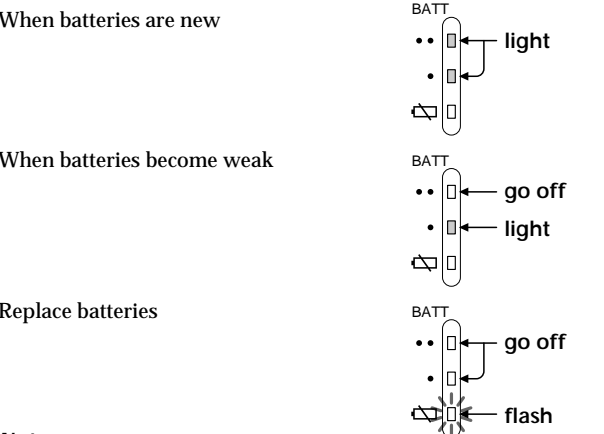 When batteries are new
BATT
light
When batteries become weak
BATT
go off
light
Replace batteries
BATT
go off
flash